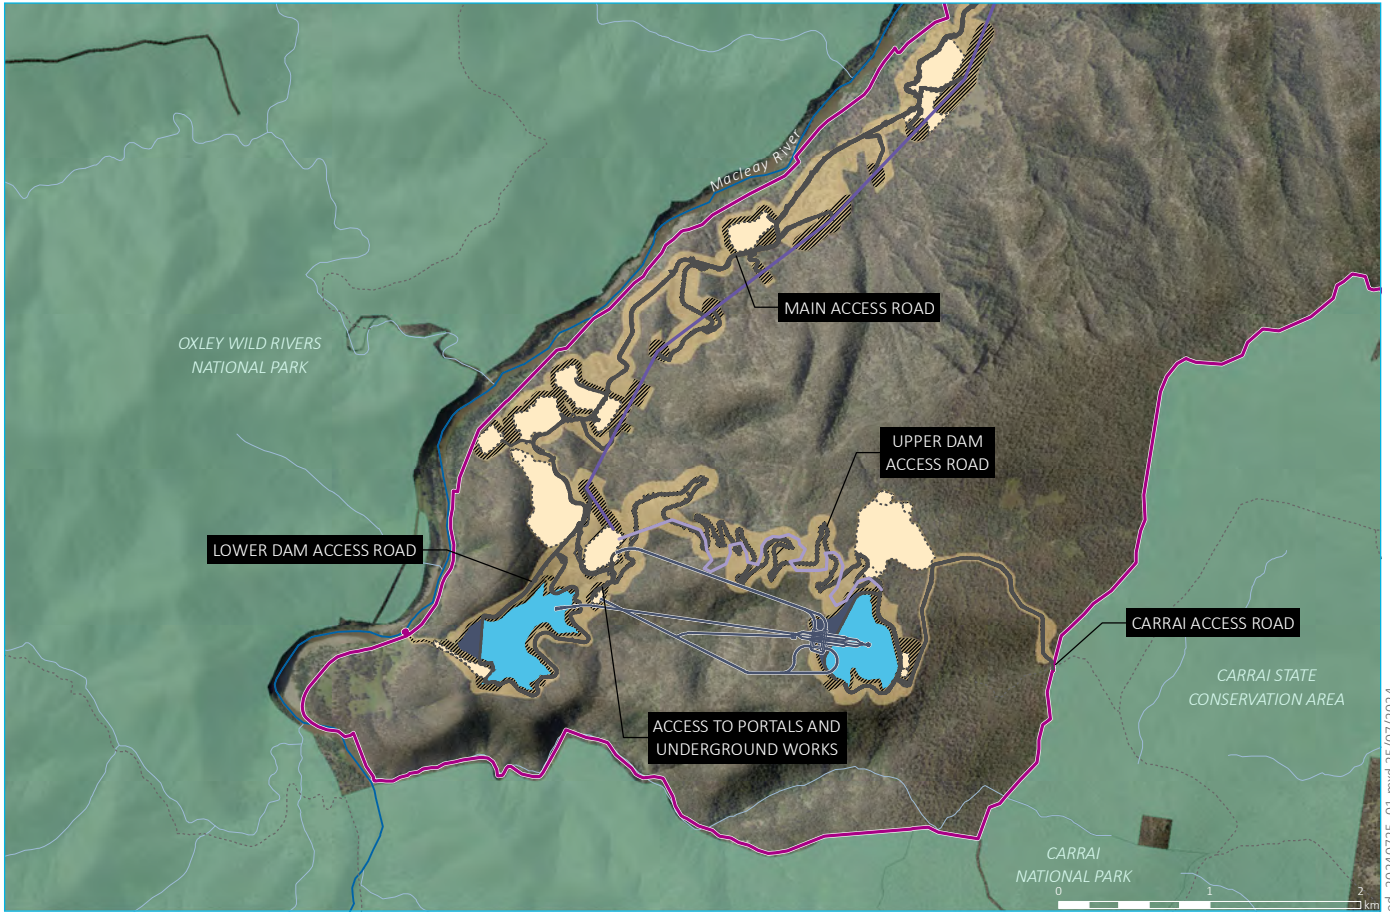 Macleay River
MAIN ACCESS ROAD
OXLEY WILD RIVERS
NATIONAL PARK
UPPER DAM
ACCESS ROAD
LOWER DAM ACCESS ROAD
CARRAI ACCESS ROAD
CARRAI STATE
CONSERVATION AREA
ACCESS TO PORTALS AND
UNDERGROUND WORKS
CARRAI
NATIONAL PARK
0 1 2
km